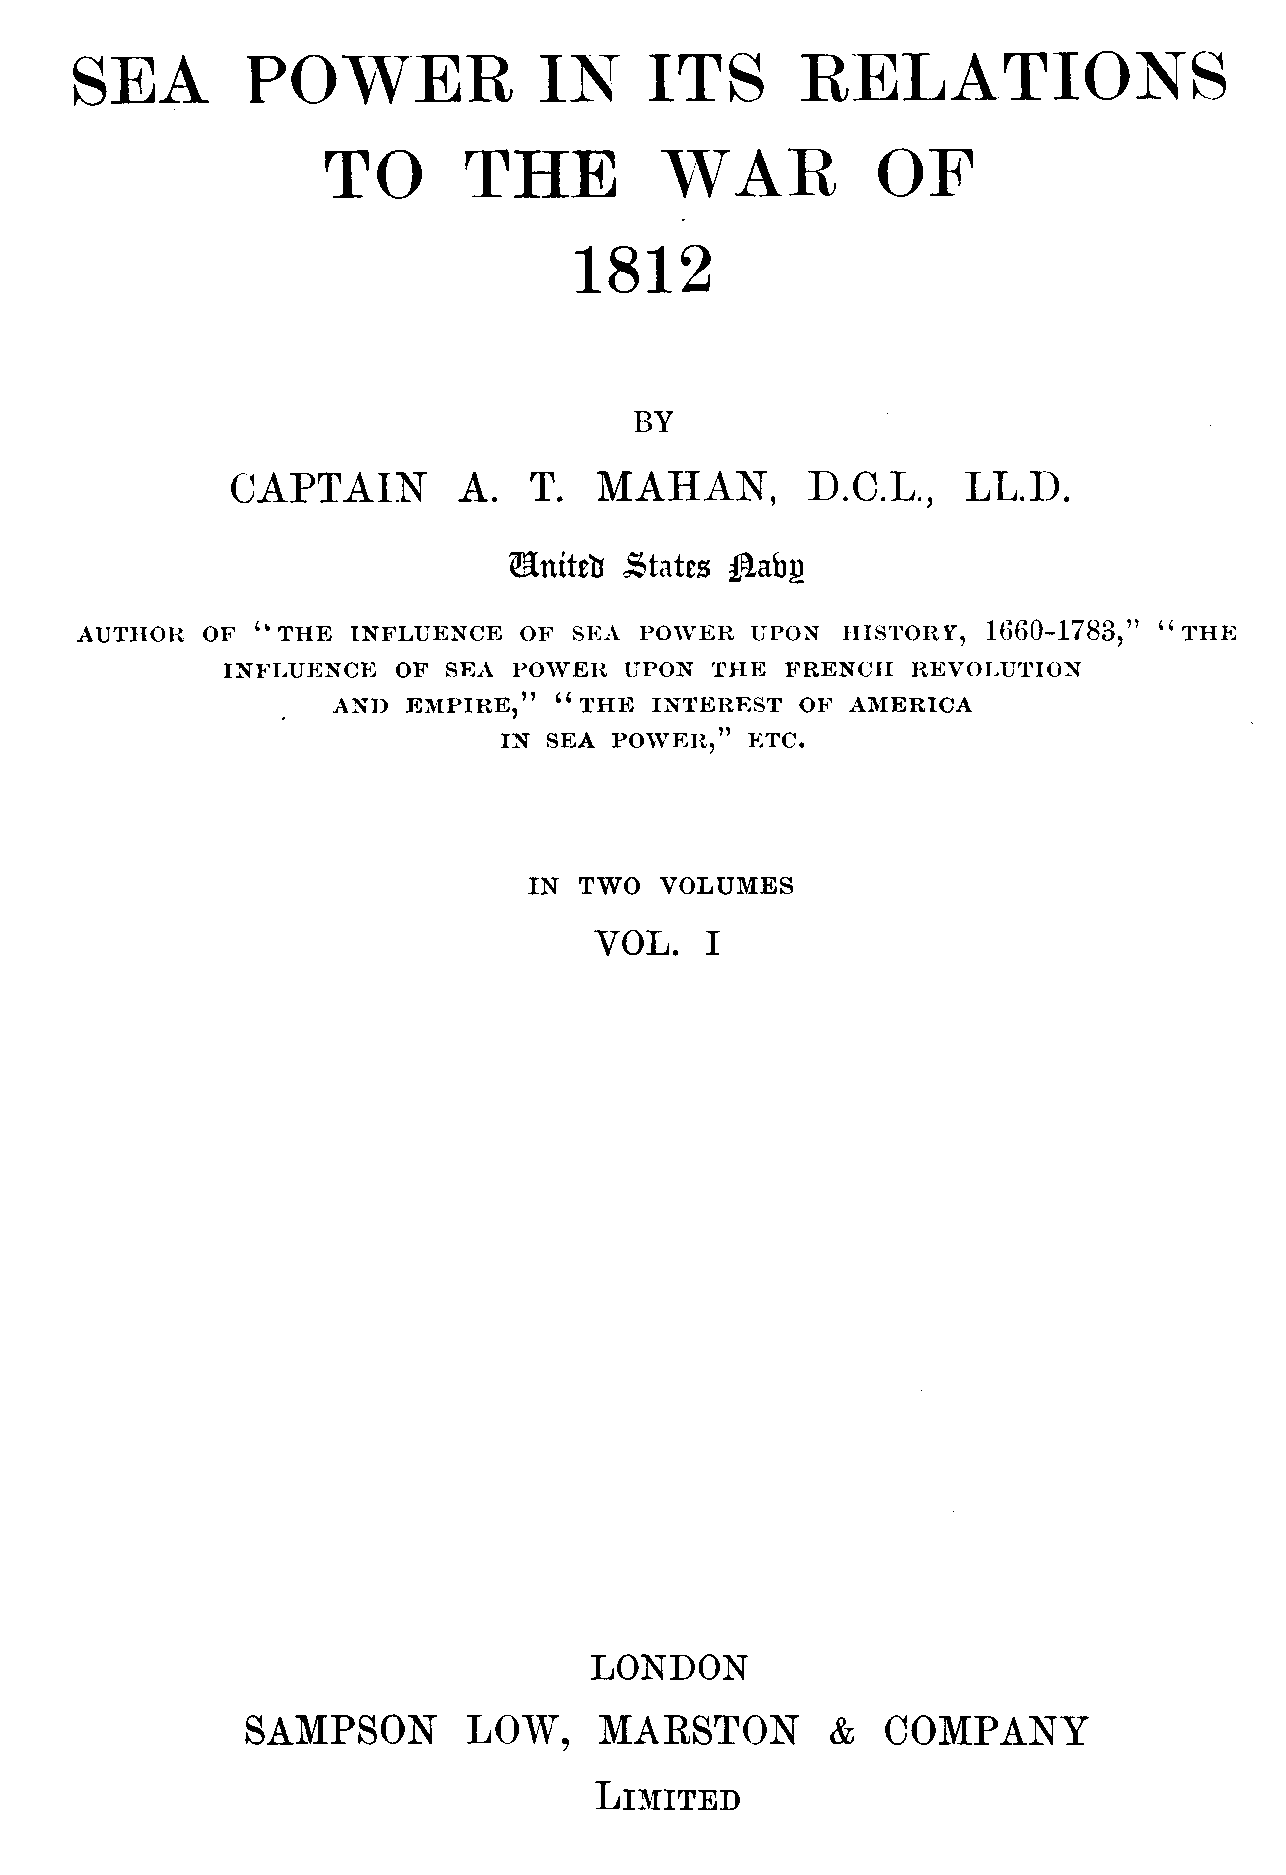 SEA POWER IN ITS RELATIONS
TO THE WAR OF
1812
BY
CAPTAIN A. T. MAHAN, D.C.L., LL.D.
United States Navy
AUTHOR OF “THE INFLUENCE OF SEA POWER UPON HISTORY, 1660-1783,” “THE
INFLUENCE OF SEA POWER UPON THE FRENCH REVOLUTION
AND EMPIRE,” “THE INTEREST OF AMERICA
IN SEA POWER,” ETC.
IN TWO VOLUMES
VOL. I
LONDON
SAMPSON LOW, MARSTON & COMPANY
LIMITED